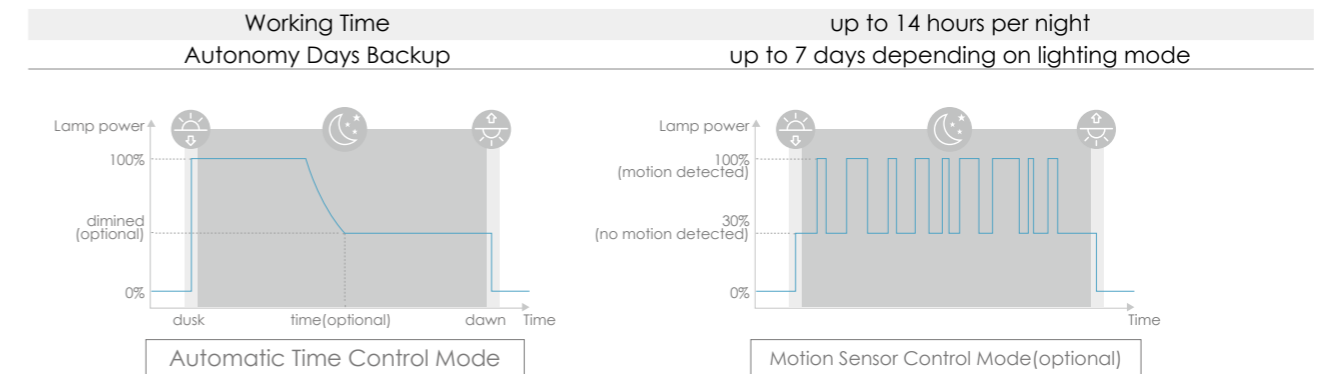 Working Time up to 14 hours per night
Autonomy Days Backup up to 7 days depending on lighting mode
Lamp power
100%
dimined
(optional)
0%
dusk time(optional) dawn Time
Automatic Time Control Mode
Lamp power
100%
(motion detected)
30%
(no motion detected)
0%
Time
Motion Sensor Control Mode(optional)